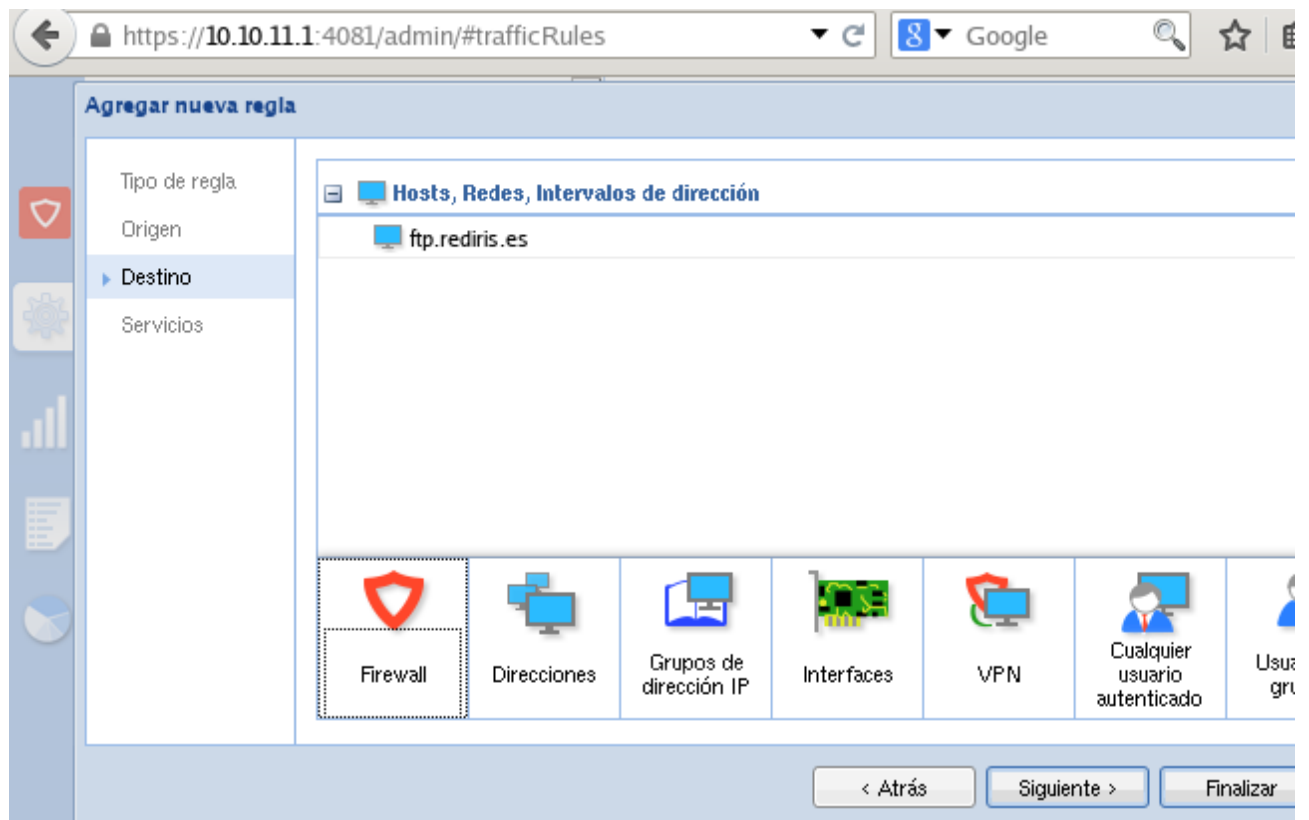 https://10.10.11.1:4081/admin/#trafficRules
8
Google
Agregar nueva regla
Tipo de regla
Origen
Destino
Servicios
Hosts, Redes, Intervalos de dirección
ftp.rediris.es
Firewall
Direcciones
Grupos de
dirección IP
Interfaces
VPN
Cualquier
usuario
autenticado
< Atrás
Siguiente >
Finalizar